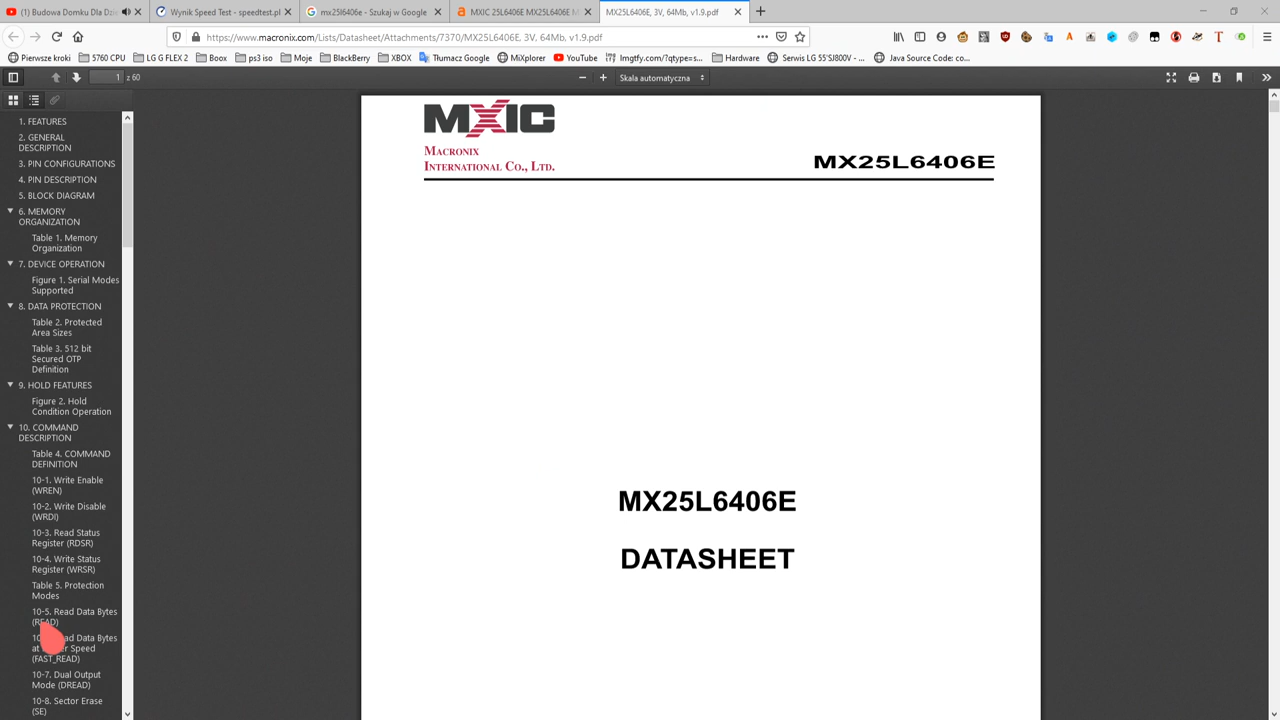 (1) Budowa Domku Dla Dzie
Wynik Speed Test - speedtest.pl
mx25l6406e - Szukaj w Google
MXIC 25L6406E MX25L6406E M
MX25L6406E, 3V, 64Mb, v1.9.pdf
https://www.macronix.com/Lists/Datasheet/Attachments/7370/MX25L6406E, 3V, 64Mb, v1.9.pdf
Pierwsze kroki
5760 CPU
LG G FLEX 2
Boox
ps3 iso
Moje
BlackBerry
XBOX
Tłumacz Google
MiXplorer
lmgtfy.com/?qtype=s...
YouTube
Hardware
Serwis LG 55'SJ800V - ...
Java Source Code: co...
1 z 60
Skala automatyczna
1. FEATURES
2. GENERAL
DESCRIPTION
3. PIN CONFIGURATIONS
4. PIN DESCRIPTION
5. BLOCK DIAGRAM
6. MEMORY
ORGANIZATION
Table 1. Memory
Organization
7. DEVICE OPERATION
Figure 1. Serial Modes
Supported
8. DATA PROTECTION
Table 2. Protected
Area Sizes
Table 3. 512 bit
Secured OTP
Definition
9. HOLD FEATURES
Figure 2. Hold
Condition Operation
10. COMMAND
DESCRIPTION
Table 4. COMMAND
DEFINITION
10-1. Write Enable
(WREN)
10-2. Write Disable
(WRDI)
10-3. Read Status
Register (RDSR)
10-4. Write Status
Register (WRSR)
Table 5. Protection
Modes
10-5. Read Data Bytes
(READ)
Data Bytes
at Speed
(FAST_READ)
10-7. Dual Output
Mode (DREAD)
10-8. Sector Erase
(SE)
MXIC
MACRONIX
INTERNATIONAL CO., LTD.
MX25L6406E
MX25L6406E
DATASHEET